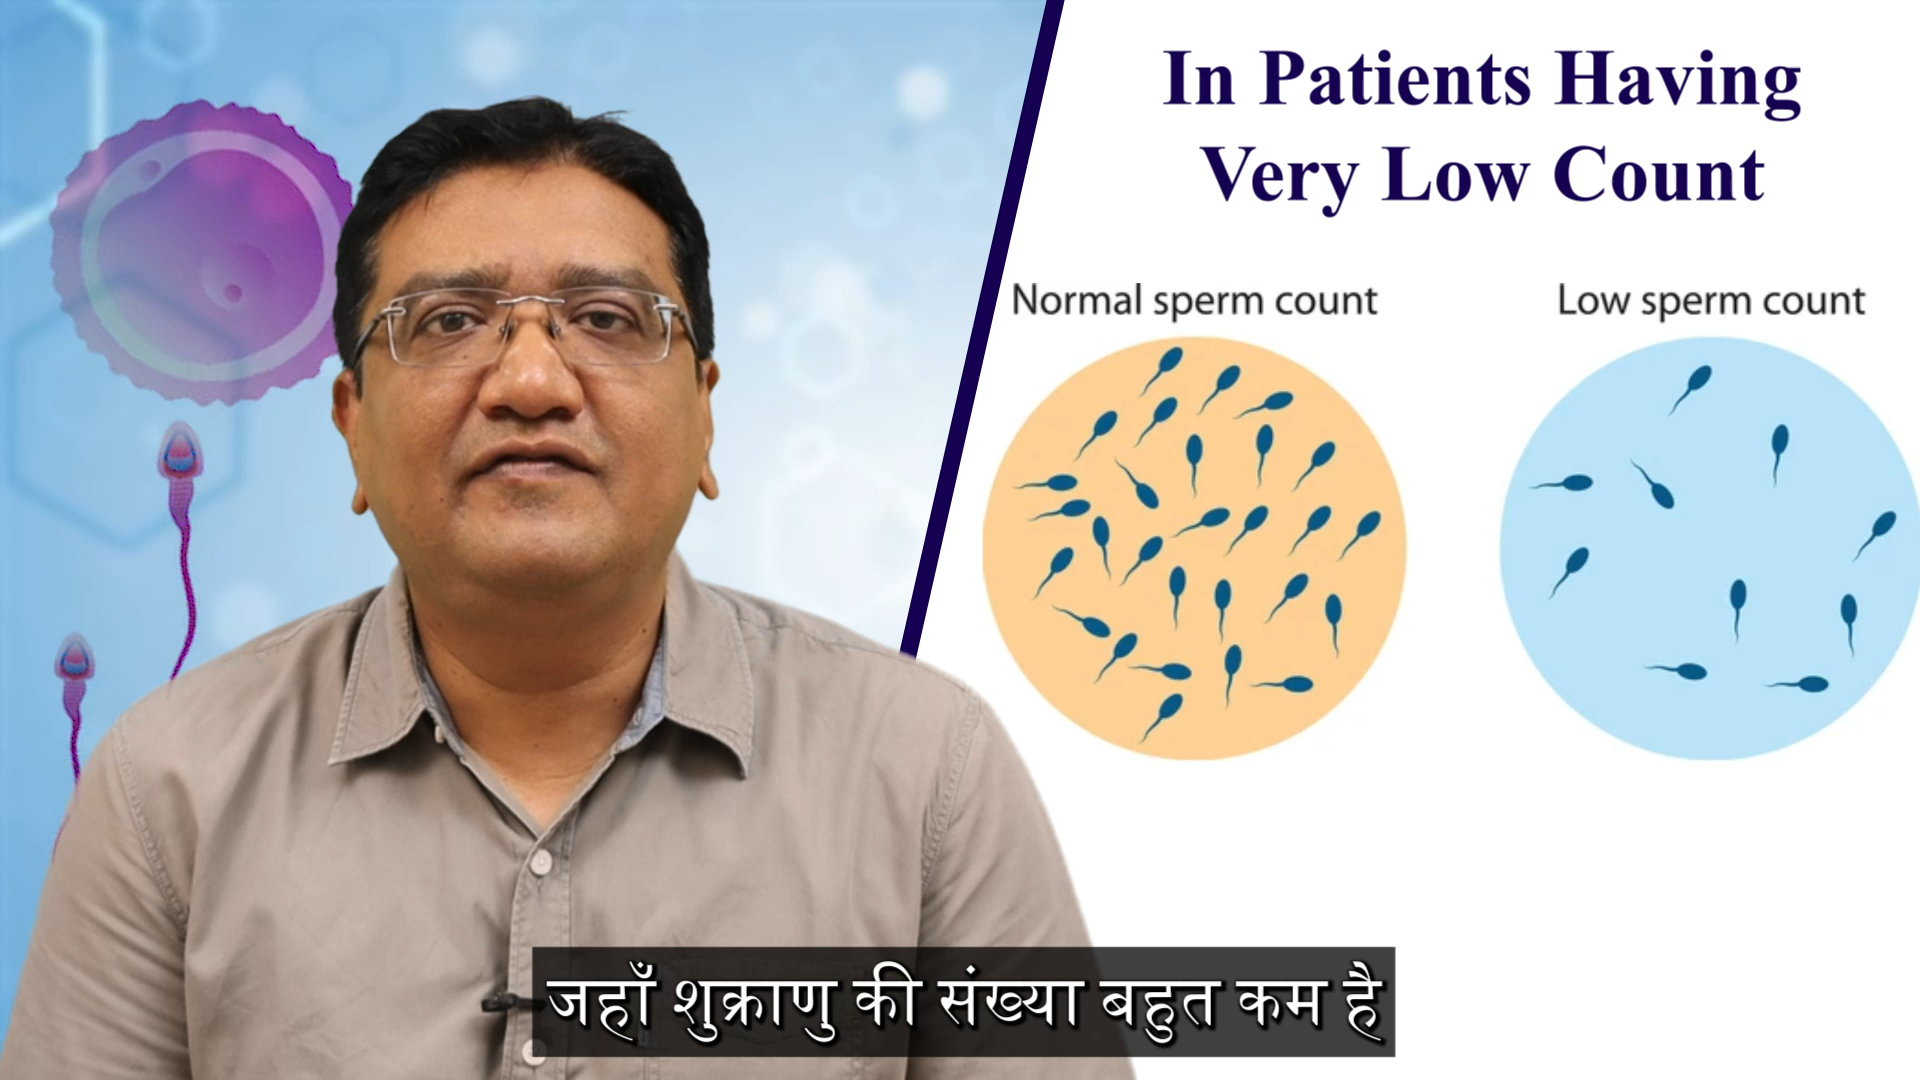 In Patients Having
Very Low Count
Normal sperm count
Low sperm count
जहाँ शुक्राणु की संख्या बहुत कम है